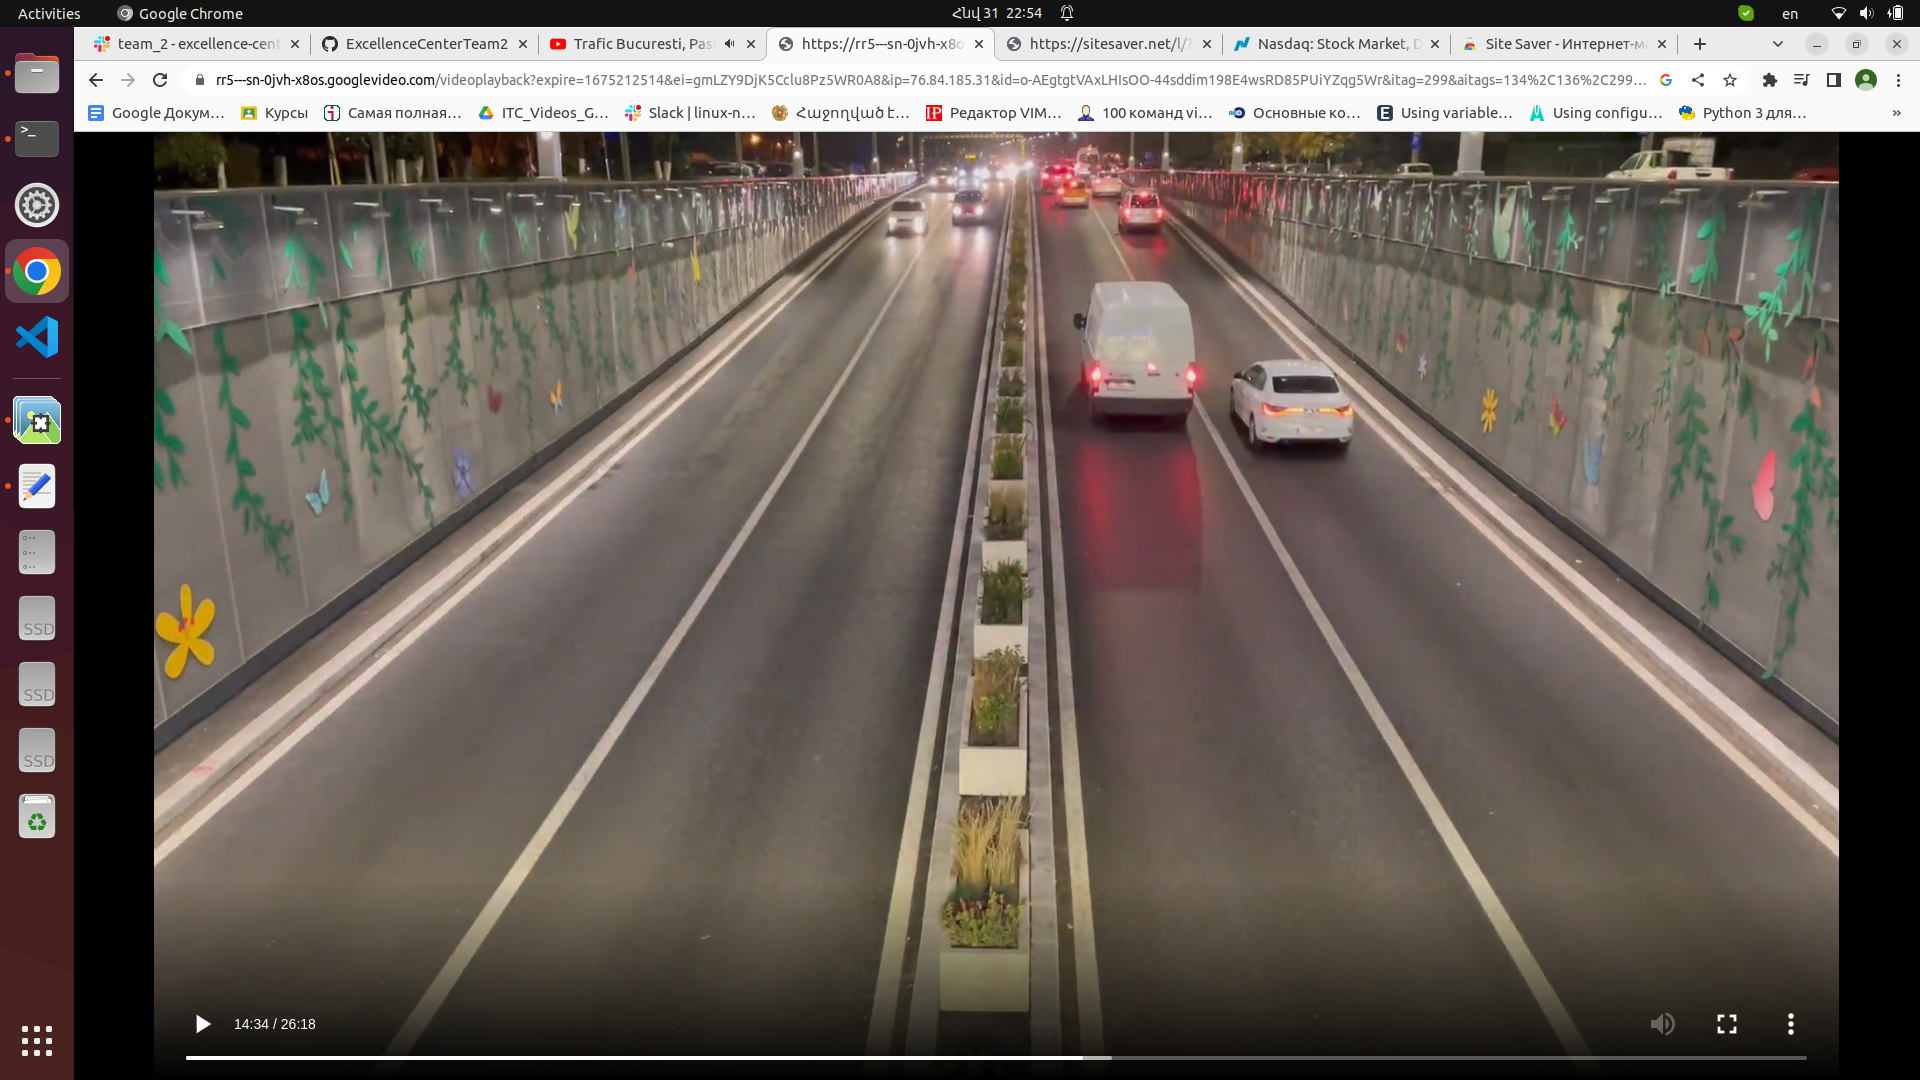 Activities
Google Chrome
Հնվ 31 22:54
en
team_2 - excellence-cent
ExcellenceCenterTeam2
Trafic Bucuresti, Pas
https://rr5---sn-0jvh-x8o
https://sitesaver.net/l/?
Nasdaq: Stock Market, D
Site Saver - Интернет-м
rr5---sn-0jvh-x8os.googlevideo.com/videoplayback?expire=1675212514&ei=gmLZY9DjK5Cclu8Pz5WR0A8&ip=76.84.185.31&id=o-AEgtgtVAxLHIsOO-44sddim198E4wsRD85PUiYZqg5Wr&itag=299&aitags=134%2C136%2C299...
Google Докум...
Курсы
Самая полная...
ITC_Videos_G...
Slack | linux-n...
Հաջողված է...
Редактор VIM...
100 команд vi...
Основные ко...
Using variable...
Using configu...
Python 3 для...
»
SSD
SSD
SSD
14:34 / 26:18